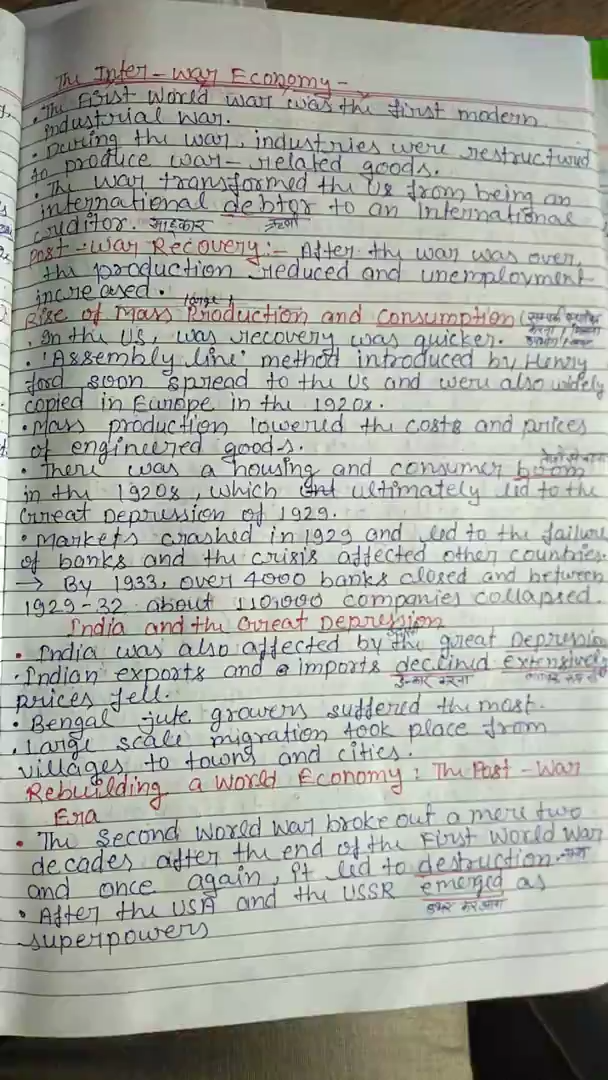 The Inter-War Economy-
• The First World War was the first modern
industrial war.
• During the war, industries were restructured
to produce war-related goods.
• The war transformed the US from being an
international debtor to an international
creditor.
Post-War Recovery:- After thy war was over,
the production reduced and unemployment
increased.
large
Rise of Mass Production and Consumption
. In the US, was recovery was quicker.
• 'Assembly line' method introduced by Henry
ford soon spread to the US and were also widely
copied in Europe in the 1920s.
• Mass production lowered the costs and prices
of engineered goods.
• There was a housing and consumer boom
in the 1920s, which ultimately led to the
Great Depression of 1929.
• Markets crashed in 1929 and led to the failure
of banks and the crisis affected other countries.
→ By 1933, over 4000 banks closed and between
1929-32 about 110,000 companies collapsed.
India and the Great Depression
• India was also affected by the great Depression
• Indian exports and imports declined extensively
prices fell.
• Bengal jute growers suffered the most.
. Large scale migration took place from
villages to towns and cities.
Rebuilding a World Economy: The Post-War
Era
• The Second World War broke out a mere two
decades after the end of the First World War
and once again, it led to destruction.
• After the USA and the USSR emerged as
superpowers